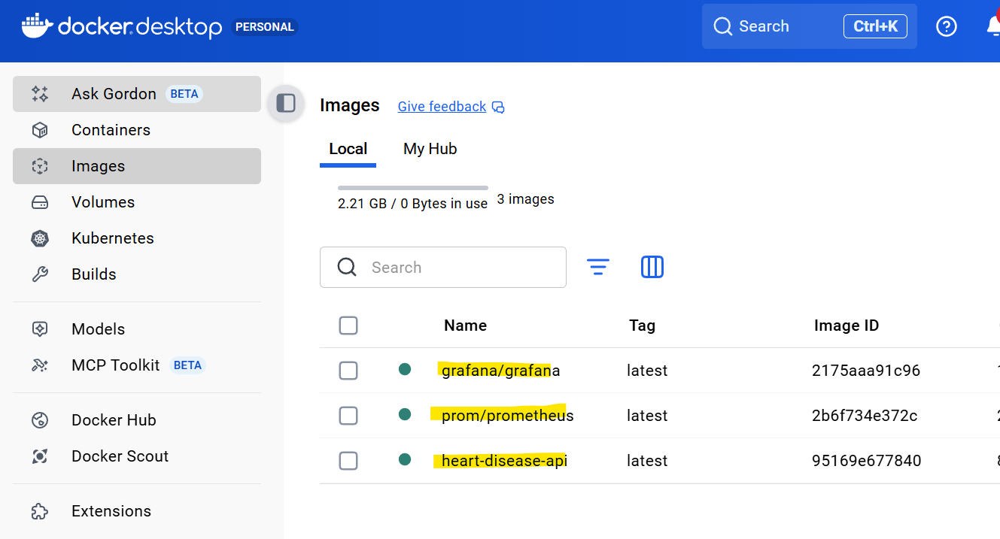 docker desktop PERSONAL
Search Ctrl+K
Ask Gordon BETA
Containers
Images
Volumes
Kubernetes
Builds
Models
MCP Toolkit BETA
Docker Hub
Docker Scout
Extensions
Images Give feedback
Local My Hub
2.21 GB / 0 Bytes in use 3 images
Search
Name Tag Image ID
grafana/grafana latest 2175aaa91c96
prom/prometheus latest 2b6f734e372c
heart-disease-api latest 95169e677840